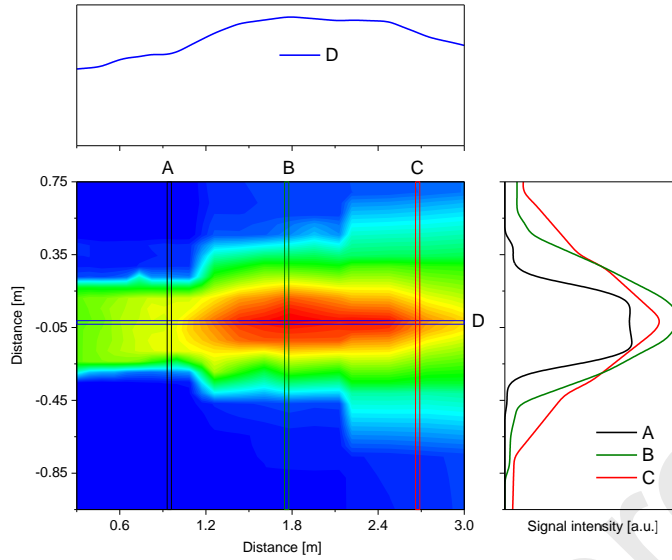 D
A B C
0.75
0.35
-0.05
-0.45
-0.85
Distance [m]
D
0.6 1.2 1.8 2.4 3.0
Distance [m]
A
B
C
Signal intensity [a.u.]